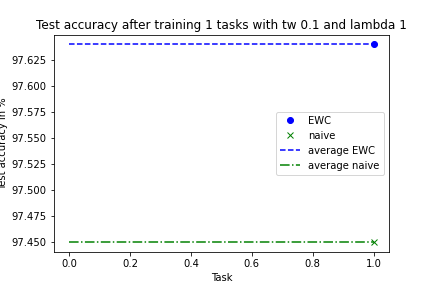 Test accuracy after training 1 tasks with tw 0.1 and lambda 1
97.625
97.600
97.575
97.550
97.525
97.500
97.475
97.450
Test accuracy in %
EWC
naive
average EWC
average naive
0.0 0.2 0.4 0.6 0.8 1.0
Task